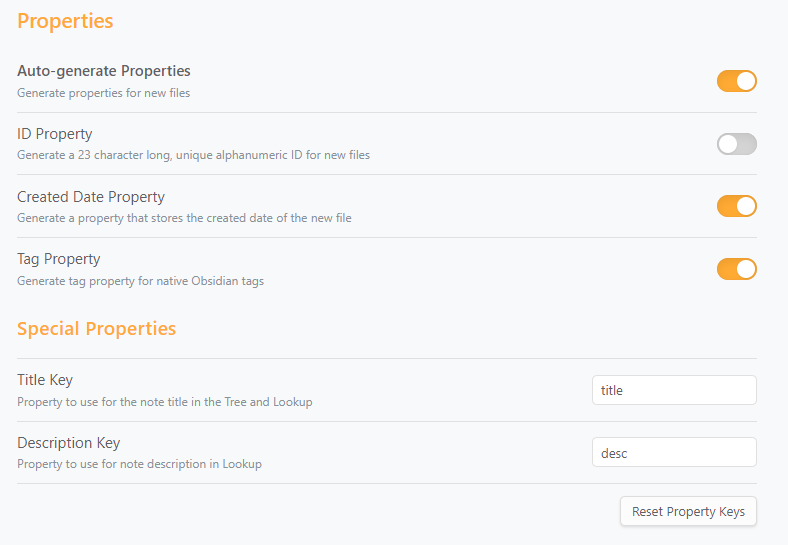 Properties
Auto-generate Properties
Generate properties for new files
ID Property
Generate a 23 character long, unique alphanumeric ID for new files
Created Date Property
Generate a property that stores the created date of the new file
Tag Property
Generate tag property for native Obsidian tags
Special Properties
Title Key
Property to use for the note title in the Tree and Lookup
title
Description Key
Property to use for note description in Lookup
desc
Reset Property Keys